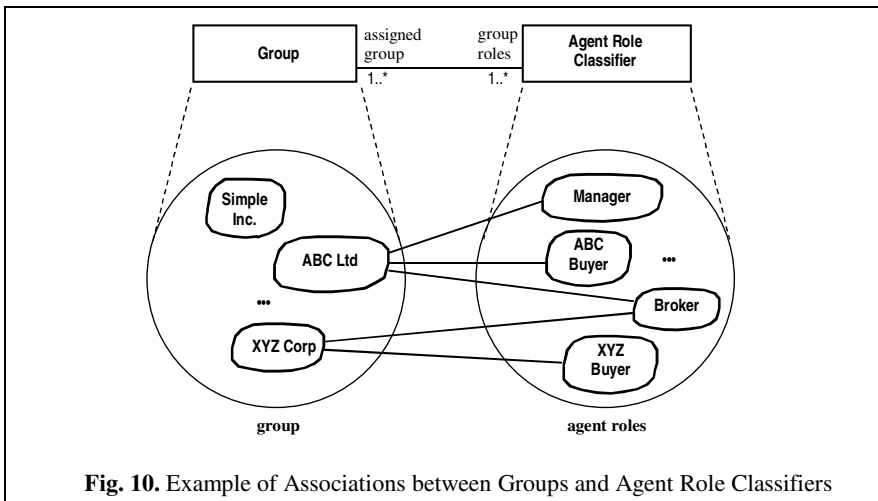 Group
assigned
group
1..*
group
roles
1..*
Agent Role
Classifier
Simple
Inc.
ABC Ltd
...
XYZ Corp
group
Manager
ABC
Buyer
...
Broker
XYZ
Buyer
agent roles
Fig. 10. Example of Associations between Groups and Agent Role Classifiers